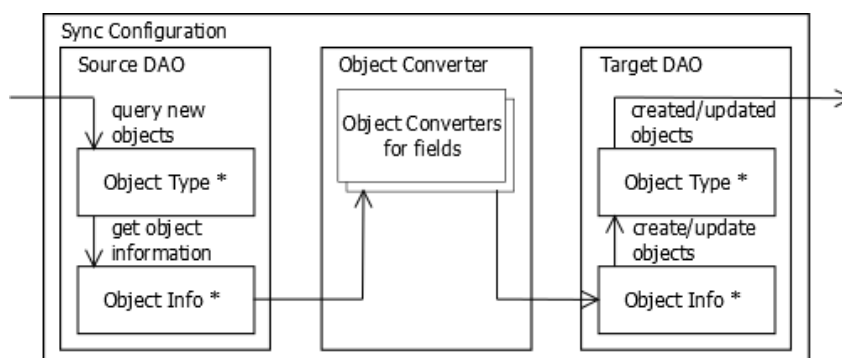 Sync Configuration
Source DAO
query new
objects
Object Type *
get object
information
Object Info *
Object Converter
Object Converters
for fields
Target DAO
created/updated
objects
Object Type *
create/update
objects
Object Info *